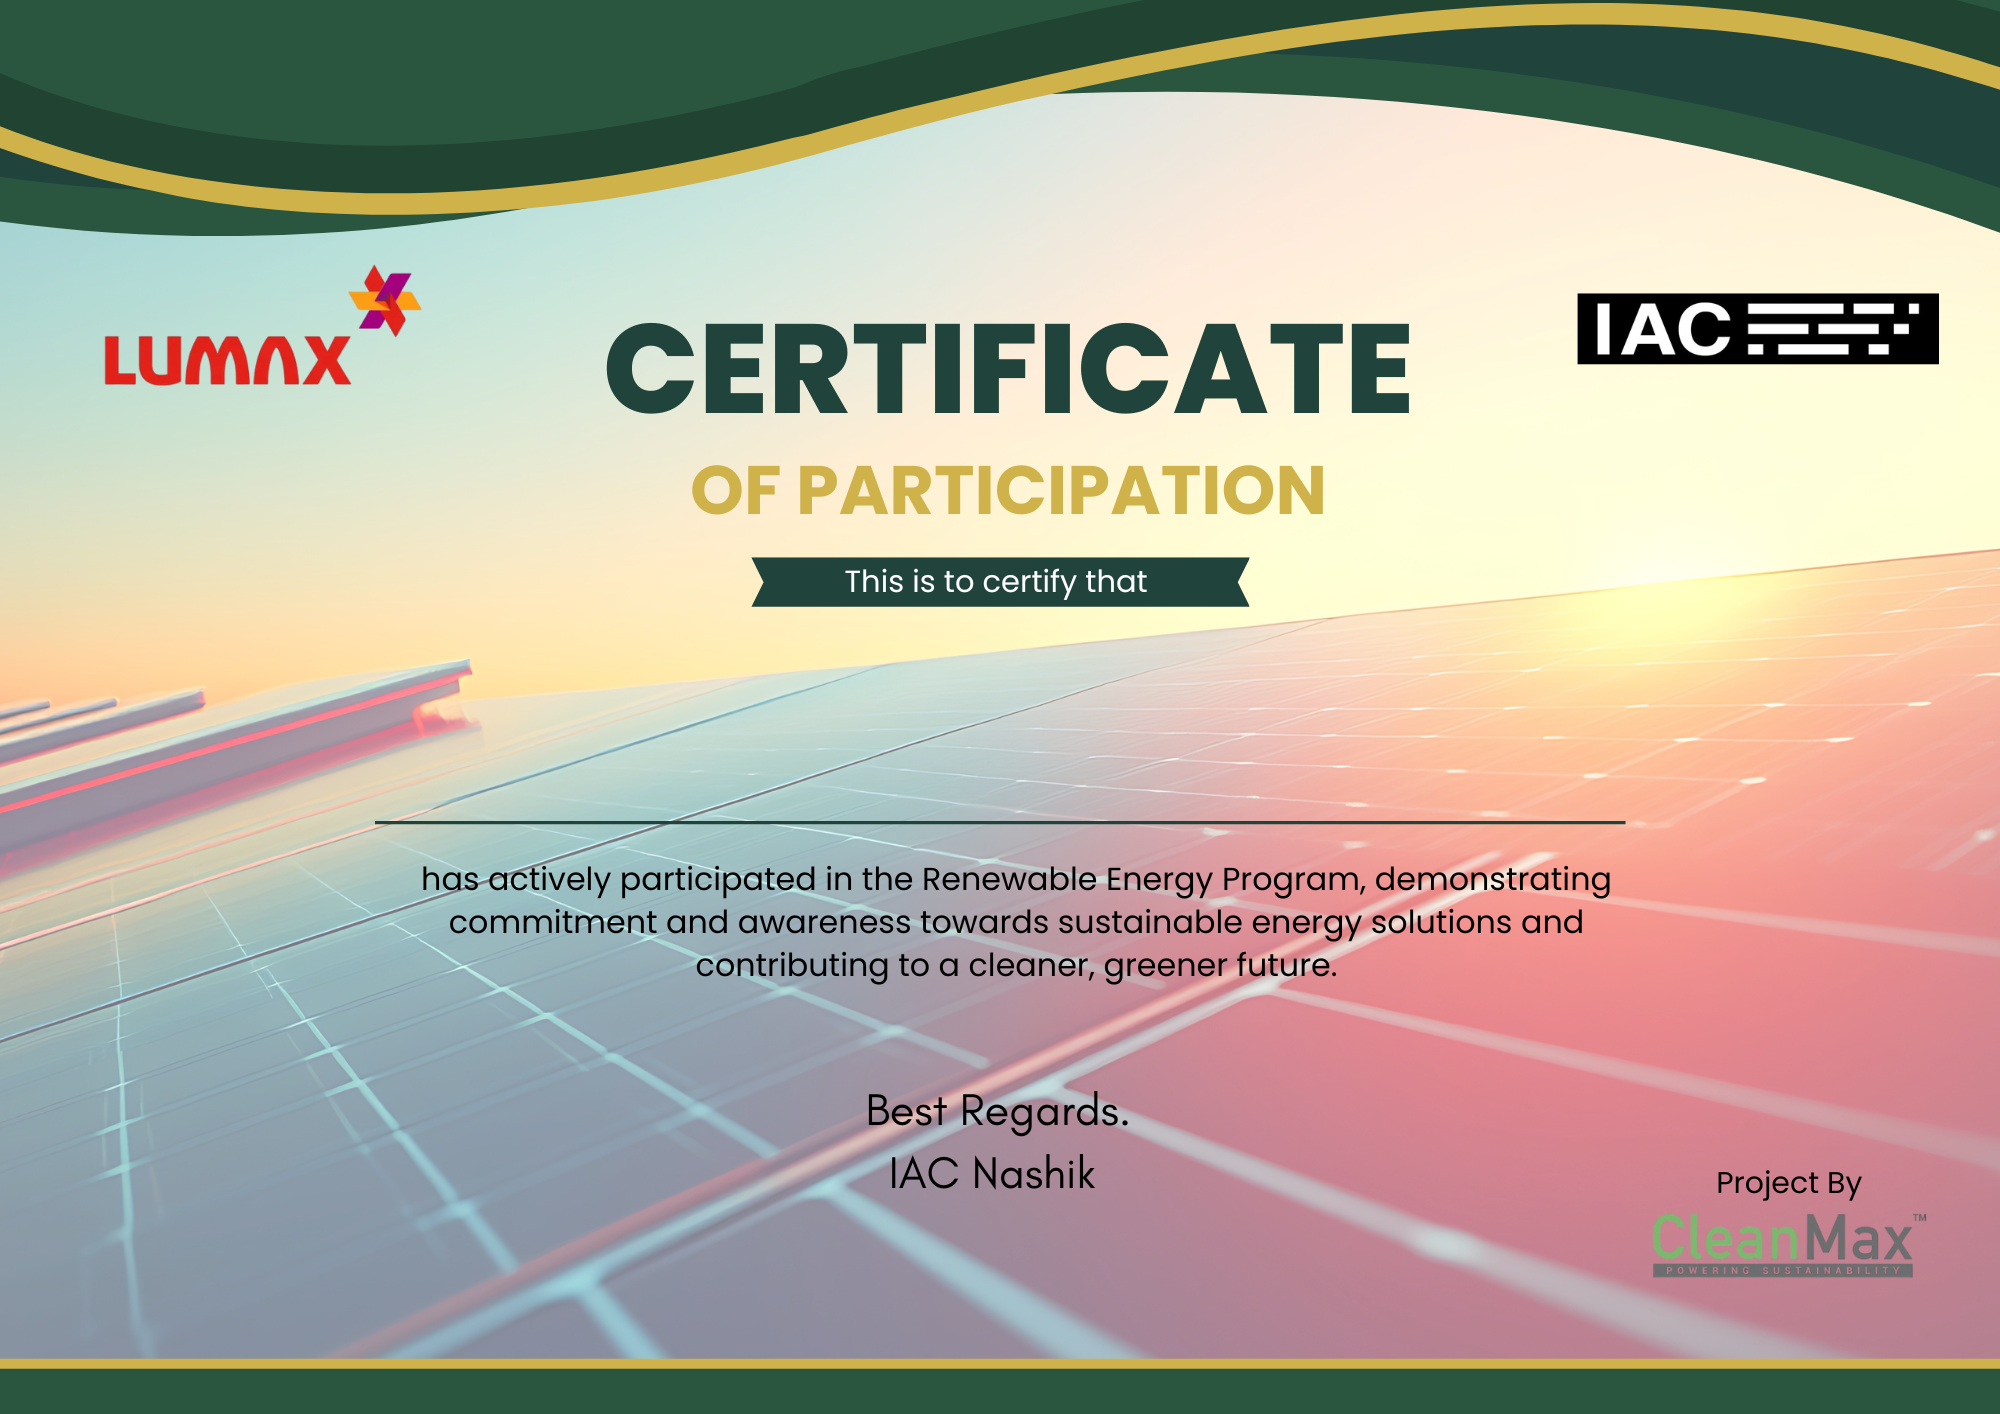 LUMAX
IAC
CERTIFICATE
OF PARTICIPATION
This is to certify that
has actively participated in the Renewable Energy Program, demonstrating
commitment and awareness towards sustainable energy solutions and
contributing to a cleaner, greener future.
Best Regards.
IAC Nashik
Project By
CleanMax™
POWERING SUSTAINABILITY